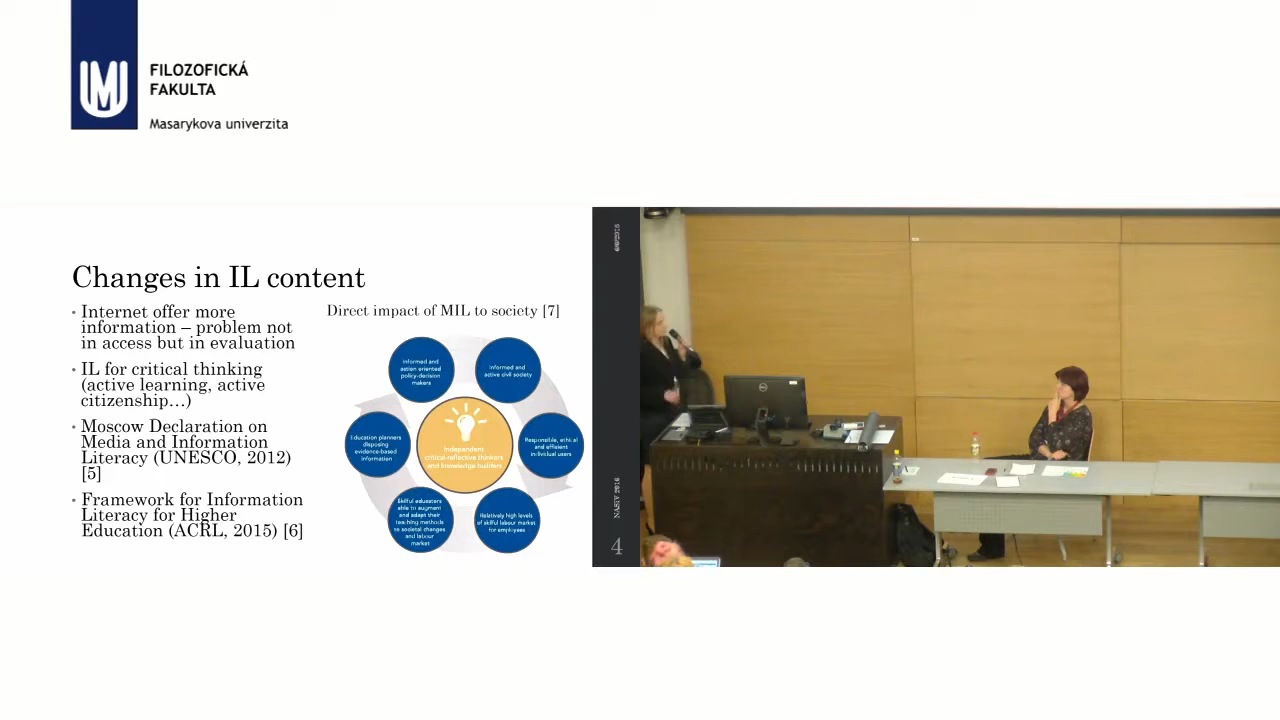 FILOZOFICKÁ
FAKULTA
Masarykova univerzita
Changes in IL content
• Internet offer more
information – problem not
in access but in evaluation
• IL for critical thinking
(active learning, active
citizenship…)
• Moscow Declaration on
Media and Information
Literacy (UNESCO, 2012)
[5]
• Framework for Information
Literacy for Higher
Education (ACRL, 2015) [6]
Direct impact of MIL to society [7]
Informed and
action oriented
policy-decision
makers
Informed and
active civil society
Education planners
disposing
evidence-based
information
Independent
critical-reflective thinkers
and knowledge builders
Responsible, ethical
and efficient
individual users
Skilful educators
able to augment
and adapt their
teaching methods
to societal changes
and labour
market
Relatively high levels
of skilful labour market
for employees
4